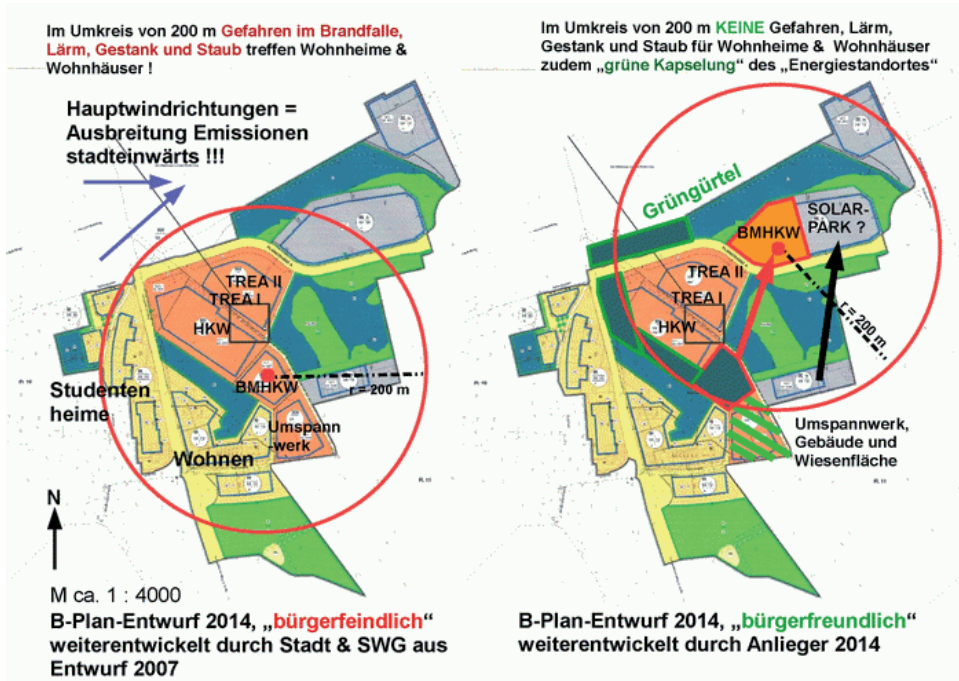 Im Umkreis von 200 m Gefahren im Brandfalle,
Lärm, Gestank und Staub treffen Wohnheime &
Wohnhäuser !
Hauptwindrichtungen =
Ausbreitung Emissionen
stadteinwärts !!!
TREA II
TREA I
HKW
BMHKW
r = 200 m
Studenten
heime
Umspann
-werk
Wohnen
N
M ca. 1 : 4000
B-Plan-Entwurf 2014, „bürgerfeindlich“
weiterentwickelt durch Stadt & SWG aus
Entwurf 2007
Im Umkreis von 200 m KEINE Gefahren, Lärm,
Gestank und Staub für Wohnheime & Wohnhäuser
zudem „grüne Kapselung“ des „Energiestandortes“
Grüngürtel
SOLAR-
PARK ?
BMHKW
TREA II
TREA I
HKW
r = 200 m
Umspannwerk,
Gebäude und
Wiesenfläche
B-Plan-Entwurf 2014, „bürgerfreundlich“
weiterentwickelt durch Anlieger 2014